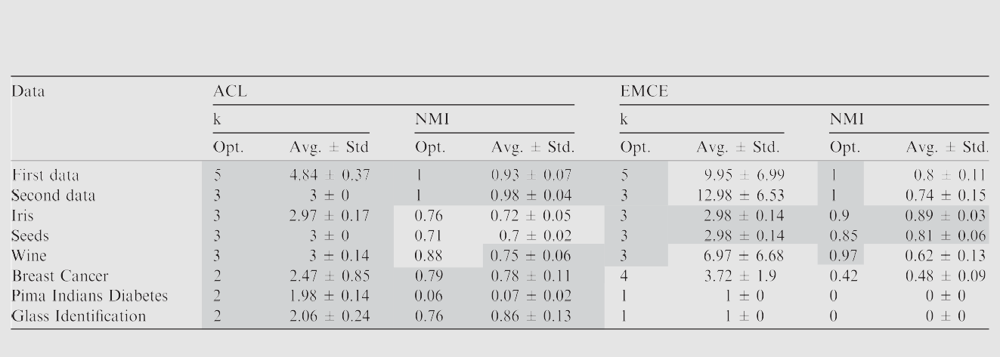 Data ACL EMCE
k NMI k NMI
Opt. Avg. ± Std Opt. Avg. ± Std. Opt. Avg. ± Std. Opt. Avg. ± Std.
First data 5 4.84 ± 0.37 1 0.93 ± 0.07 5 9.95 ± 6.99 1 0.8 ± 0.11
Second data 3 3 ± 0 1 0.98 ± 0.04 3 12.98 ± 6.53 1 0.74 ± 0.15
Iris 3 2.97 ± 0.17 0.76 0.72 ± 0.05 3 2.98 ± 0.14 0.9 0.89 ± 0.03
Seeds 3 3 ± 0 0.71 0.7 ± 0.02 3 2.98 ± 0.14 0.85 0.81 ± 0.06
Wine 3 3 ± 0.14 0.88 0.75 ± 0.06 3 6.97 ± 6.68 0.97 0.62 ± 0.13
Breast Cancer 2 2.47 ± 0.85 0.79 0.78 ± 0.11 4 3.72 ± 1.9 0.42 0.48 ± 0.09
Pima Indians Diabetes 2 1.98 ± 0.14 0.06 0.07 ± 0.02 1 1 ± 0 0 0 ± 0
Glass Identification 2 2.06 ± 0.24 0.76 0.86 ± 0.13 1 1 ± 0 0 0 ± 0